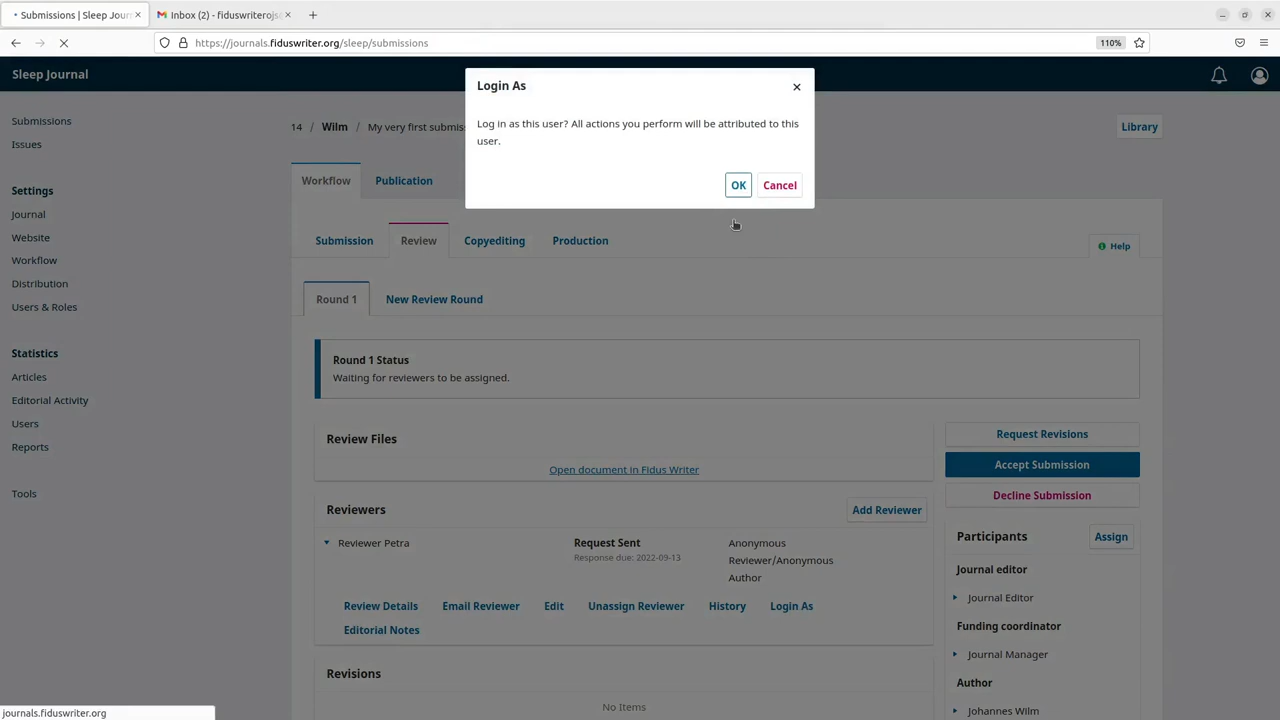 Submissions | Sleep Jour
Inbox (2) - fiduswriterojs
https://journals.fiduswriter.org/sleep/submissions
110%
Sleep Journal
Submissions
Issues
Settings
Journal
Website
Workflow
Distribution
Users & Roles
Statistics
Articles
Editorial Activity
Users
Reports
Tools
14 / Wilm / My very first submis
Library
Login As
Log in as this user? All actions you perform will be attributed to this
user.
OK
Cancel
Workflow
Publication
Submission
Review
Copyediting
Production
Help
Round 1
New Review Round
Round 1 Status
Waiting for reviewers to be assigned.
Review Files
Open document in Fidus Writer
Request Revisions
Accept Submission
Decline Submission
Reviewers
Add Reviewer
Reviewer Petra
Request Sent
Response due: 2022-09-13
Anonymous
Reviewer/Anonymous
Author
Review Details
Email Reviewer
Edit
Unassign Reviewer
History
Login As
Editorial Notes
Revisions
No Items
Participants
Assign
Journal editor
Journal Editor
Funding coordinator
Journal Manager
Author
Johannes Wilm
journals.fiduswriter.org